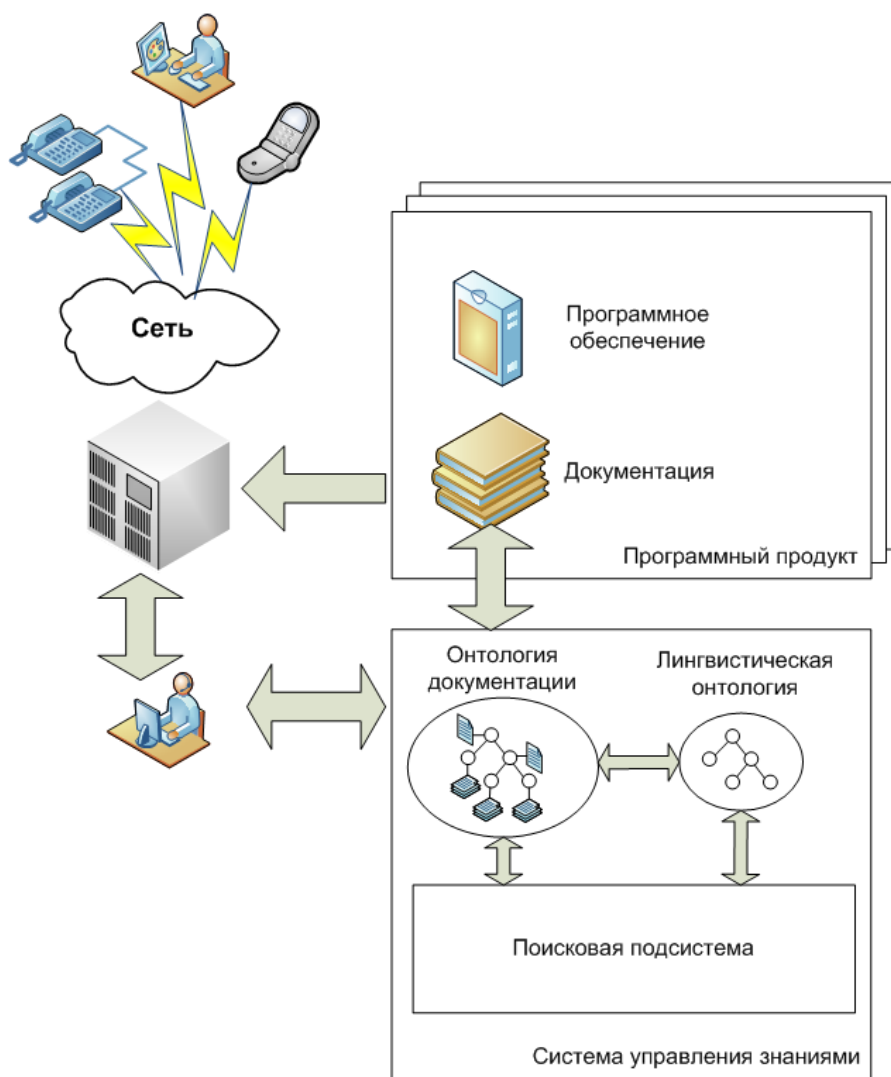 Сеть
Программное
обеспечение
Документация
Программный продукт
Онтология
документации
Лингвистическая
онтология
Поисковая подсистема
Система управления знаниями